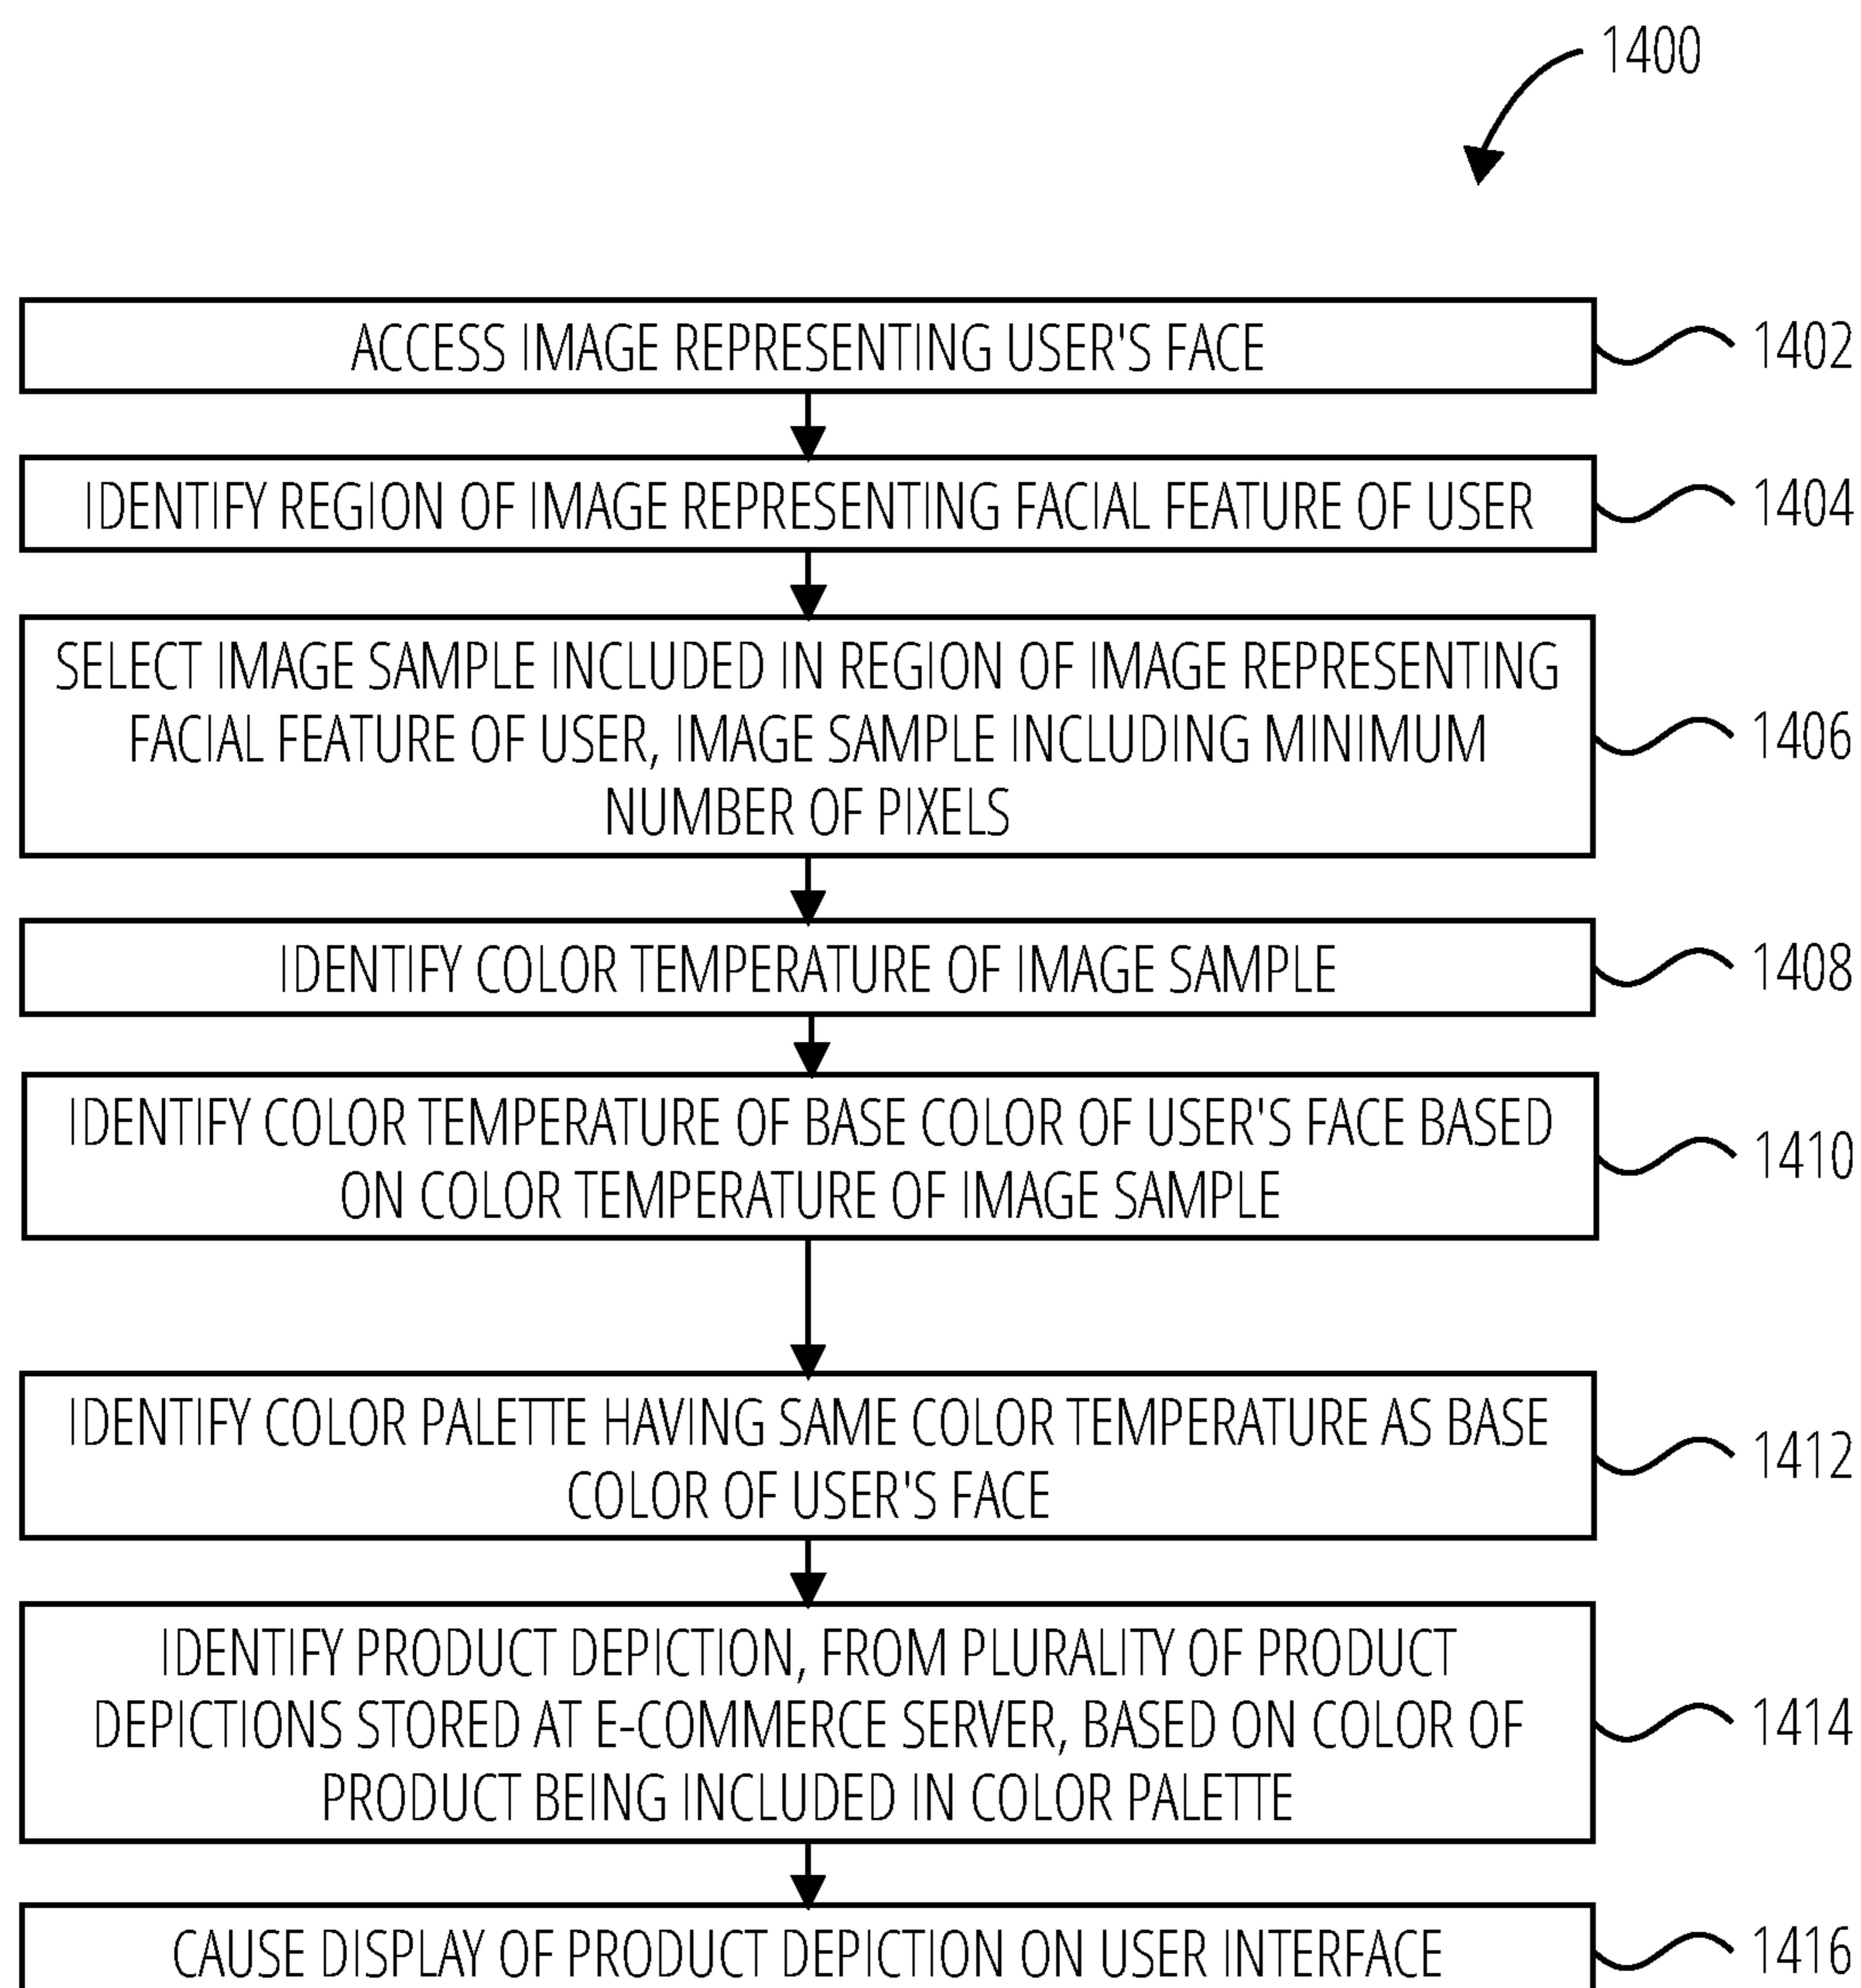 1400
ACCESS IMAGE REPRESENTING USER'S FACE
1402
IDENTIFY REGION OF IMAGE REPRESENTING FACIAL FEATURE OF USER
1404
SELECT IMAGE SAMPLE INCLUDED IN REGION OF IMAGE REPRESENTING
FACIAL FEATURE OF USER, IMAGE SAMPLE INCLUDING MINIMUM
NUMBER OF PIXELS
1406
IDENTIFY COLOR TEMPERATURE OF IMAGE SAMPLE
1408
IDENTIFY COLOR TEMPERATURE OF BASE COLOR OF USER'S FACE BASED
ON COLOR TEMPERATURE OF IMAGE SAMPLE
1410
IDENTIFY COLOR PALETTE HAVING SAME COLOR TEMPERATURE AS BASE
COLOR OF USER'S FACE
1412
IDENTIFY PRODUCT DEPICTION, FROM PLURALITY OF PRODUCT
DEPICTIONS STORED AT E-COMMERCE SERVER, BASED ON COLOR OF
PRODUCT BEING INCLUDED IN COLOR PALETTE
1414
CAUSE DISPLAY OF PRODUCT DEPICTION ON USER INTERFACE
1416